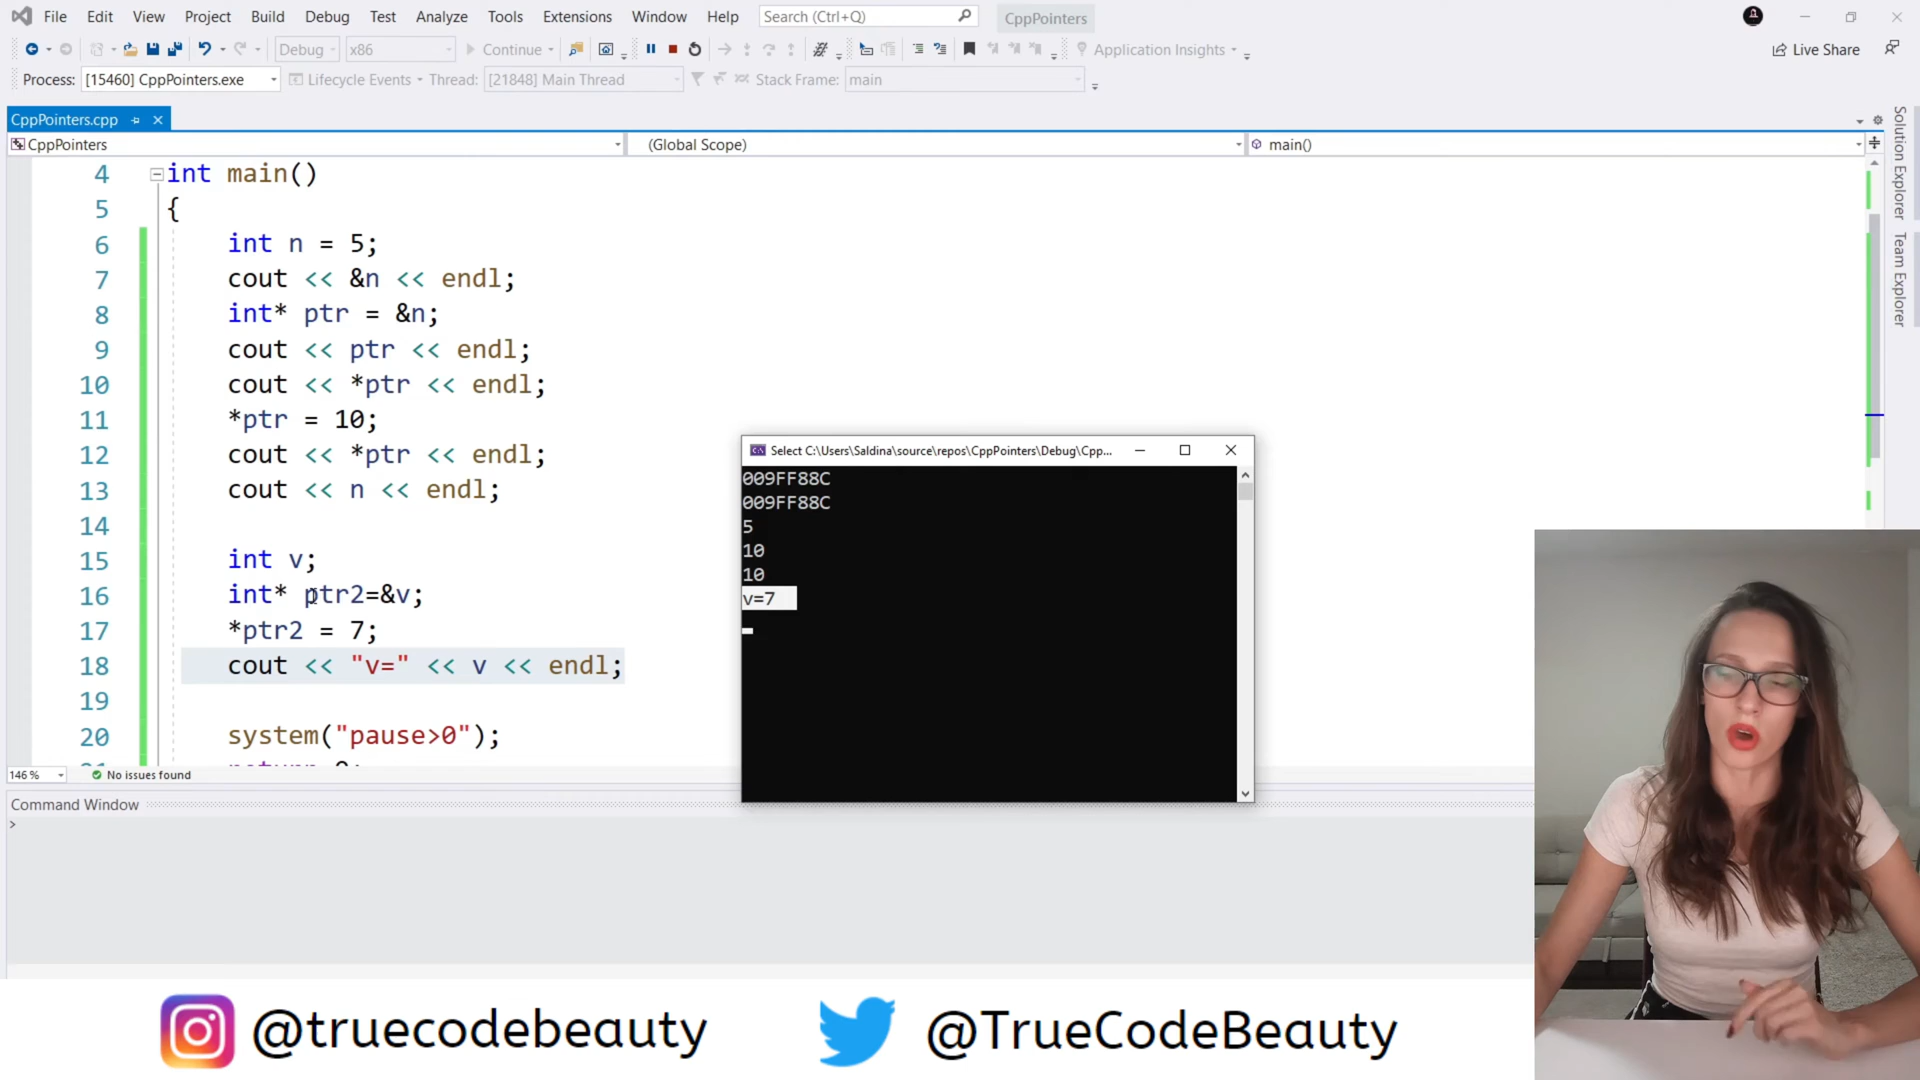 File Edit View Project Build Debug Test Analyze Tools Extensions Window Help Search (Ctrl+Q) CppPointers
Debug x86 Continue Application Insights Live Share
Process: [15460] CppPointers.exe Lifecycle Events Thread: [21848] Main Thread Stack Frame: main
CppPointers.cpp
CppPointers (Global Scope) main()
4 int main()
5 {
6 int n = 5;
7 cout << &n << endl;
8 int* ptr = &n;
9 cout << ptr << endl;
10 cout << *ptr << endl;
11 *ptr = 10;
12 cout << *ptr << endl;
13 cout << n << endl;
14
15 int v;
16 int* ptr2=&v;
17 *ptr2 = 7;
18 cout << "v=" << v << endl;
19
20 system("pause>0");
146 % No issues found
Command Window
>
Select C:\Users\Saldina\source\repos\CppPointers\Debug\Cpp...
009FF88C
009FF88C
5
10
10
v=7
Solution Explorer
Team Explorer
@truecodebeauty
@TrueCodeBeauty